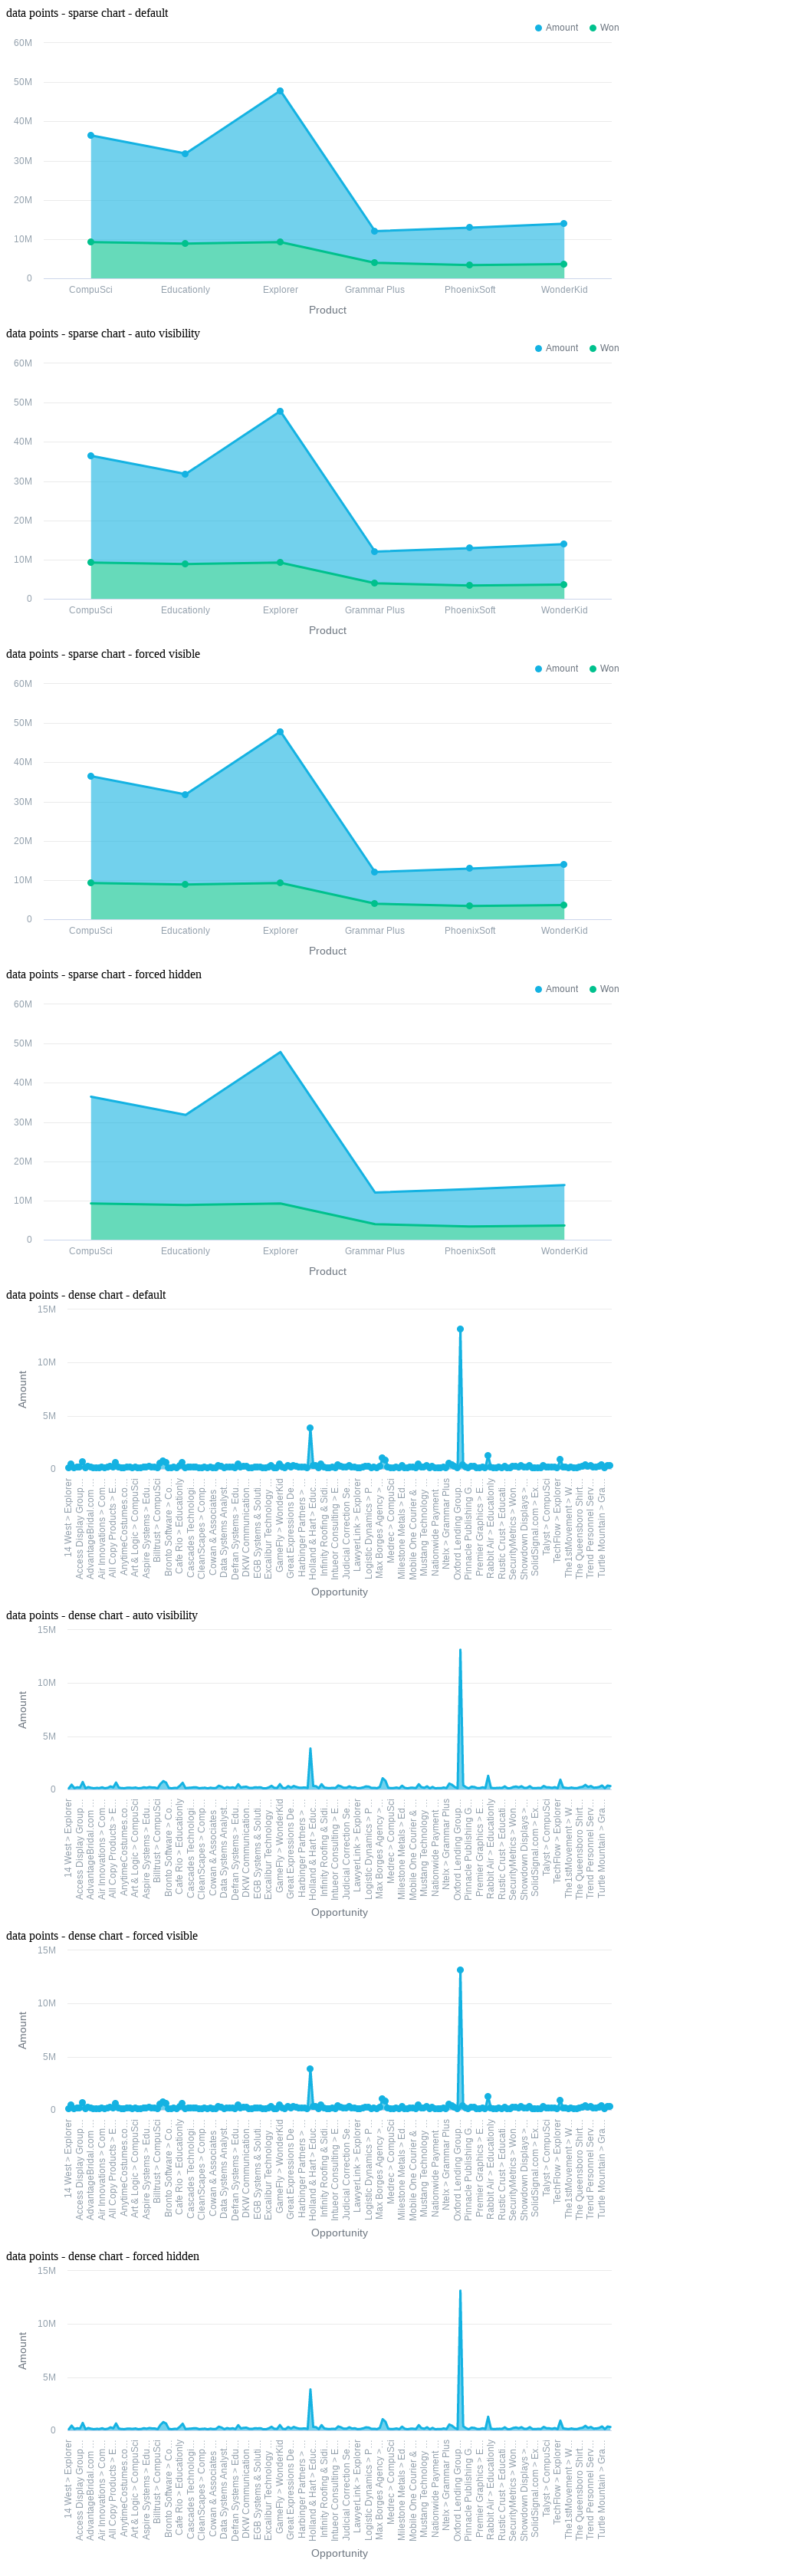 data points - sparse chart - default
Amount Won
60M
50M
40M
30M
20M
10M
0
CompuSci Educationly Explorer Grammar Plus PhoenixSoft WonderKid
Product
data points - sparse chart - auto visibility
Amount Won
60M
50M
40M
30M
20M
10M
0
CompuSci Educationly Explorer Grammar Plus PhoenixSoft WonderKid
Product
data points - sparse chart - forced visible
Amount Won
60M
50M
40M
30M
20M
10M
0
CompuSci Educationly Explorer Grammar Plus PhoenixSoft WonderKid
Product
data points - sparse chart - forced hidden
Amount Won
60M
50M
40M
30M
20M
10M
0
CompuSci Educationly Explorer Grammar Plus PhoenixSoft WonderKid
Product
data points - dense chart - default
15M
10M
5M
0
Amount
14 West > Explorer
Access Display Group…
AdvantageBridal.com …
Air Innovations > Com…
All Copy Products > E…
AnytimeCostumes.co…
Art & Logic > CompuSci
Aspire Systems > Edu…
Billtrust > CompuSci
Bronto Software > Co…
Cafe Rio > Educationly
Cascades Technologi…
CleanScapes > Comp…
Cowan & Associates …
Data Systems Analyst…
Defran Systems > Edu…
DKW Communication…
EGB Systems & Soluti…
Excalibur Technology …
GameFly > WonderKid
Great Expressions De…
Harbinger Partners > …
Holland & Hart > Educ…
Infinity Roofing & Sidi…
Intueor Consulting > E…
Judicial Correction Se…
LawyerLink > Explorer
Logistic Dynamics > P…
Max Borges Agency > …
Medrec > CompuSci
Milestone Metals > Ed…
Mobile One Courier & …
Mustang Technology …
Nationwide Payment …
Ntelx > Grammar Plus
Oxford Lending Group…
Pinnacle Publishing G…
Premier Graphics > E…
Rabbit Air > Educationly
Rustic Crust > Educati…
SecurityMetrics > Won…
Showdown Displays >…
SolidSignal.com > Ex…
Talyst > CompuSci
TechFlow > Explorer
The1stMovement > W…
The Queensboro Shirt…
Trend Personnel Serv…
Turtle Mountain > Gra…
Opportunity
data points - dense chart - auto visibility
15M
10M
5M
0
Amount
14 West > Explorer
Access Display Group…
AdvantageBridal.com …
Air Innovations > Com…
All Copy Products > E…
AnytimeCostumes.co…
Art & Logic > CompuSci
Aspire Systems > Edu…
Billtrust > CompuSci
Bronto Software > Co…
Cafe Rio > Educationly
Cascades Technologi…
CleanScapes > Comp…
Cowan & Associates …
Data Systems Analyst…
Defran Systems > Edu…
DKW Communication…
EGB Systems & Soluti…
Excalibur Technology …
GameFly > WonderKid
Great Expressions De…
Harbinger Partners > …
Holland & Hart > Educ…
Infinity Roofing & Sidi…
Intueor Consulting > E…
Judicial Correction Se…
LawyerLink > Explorer
Logistic Dynamics > P…
Max Borges Agency > …
Medrec > CompuSci
Milestone Metals > Ed…
Mobile One Courier & …
Mustang Technology …
Nationwide Payment …
Ntelx > Grammar Plus
Oxford Lending Group…
Pinnacle Publishing G…
Premier Graphics > E…
Rabbit Air > Educationly
Rustic Crust > Educati…
SecurityMetrics > Won…
Showdown Displays >…
SolidSignal.com > Ex…
Talyst > CompuSci
TechFlow > Explorer
The1stMovement > W…
The Queensboro Shirt…
Trend Personnel Serv…
Turtle Mountain > Gra…
Opportunity
data points - dense chart - forced visible
15M
10M
5M
0
Amount
14 West > Explorer
Access Display Group…
AdvantageBridal.com …
Air Innovations > Com…
All Copy Products > E…
AnytimeCostumes.co…
Art & Logic > CompuSci
Aspire Systems > Edu…
Billtrust > CompuSci
Bronto Software > Co…
Cafe Rio > Educationly
Cascades Technologi…
CleanScapes > Comp…
Cowan & Associates …
Data Systems Analyst…
Defran Systems > Edu…
DKW Communication…
EGB Systems & Soluti…
Excalibur Technology …
GameFly > WonderKid
Great Expressions De…
Harbinger Partners > …
Holland & Hart > Educ…
Infinity Roofing & Sidi…
Intueor Consulting > E…
Judicial Correction Se…
LawyerLink > Explorer
Logistic Dynamics > P…
Max Borges Agency > …
Medrec > CompuSci
Milestone Metals > Ed…
Mobile One Courier & …
Mustang Technology …
Nationwide Payment …
Ntelx > Grammar Plus
Oxford Lending Group…
Pinnacle Publishing G…
Premier Graphics > E…
Rabbit Air > Educationly
Rustic Crust > Educati…
SecurityMetrics > Won…
Showdown Displays >…
SolidSignal.com > Ex…
Talyst > CompuSci
TechFlow > Explorer
The1stMovement > W…
The Queensboro Shirt…
Trend Personnel Serv…
Turtle Mountain > Gra…
Opportunity
data points - dense chart - forced hidden
15M
10M
5M
0
Amount
14 West > Explorer
Access Display Group…
AdvantageBridal.com …
Air Innovations > Com…
All Copy Products > E…
AnytimeCostumes.co…
Art & Logic > CompuSci
Aspire Systems > Edu…
Billtrust > CompuSci
Bronto Software > Co…
Cafe Rio > Educationly
Cascades Technologi…
CleanScapes > Comp…
Cowan & Associates …
Data Systems Analyst…
Defran Systems > Edu…
DKW Communication…
EGB Systems & Soluti…
Excalibur Technology …
GameFly > WonderKid
Great Expressions De…
Harbinger Partners > …
Holland & Hart > Educ…
Infinity Roofing & Sidi…
Intueor Consulting > E…
Judicial Correction Se…
LawyerLink > Explorer
Logistic Dynamics > P…
Max Borges Agency > …
Medrec > CompuSci
Milestone Metals > Ed…
Mobile One Courier & …
Mustang Technology …
Nationwide Payment …
Ntelx > Grammar Plus
Oxford Lending Group…
Pinnacle Publishing G…
Premier Graphics > E…
Rabbit Air > Educationly
Rustic Crust > Educati…
SecurityMetrics > Won…
Showdown Displays >…
SolidSignal.com > Ex…
Talyst > CompuSci
TechFlow > Explorer
The1stMovement > W…
The Queensboro Shirt…
Trend Personnel Serv…
Turtle Mountain > Gra…
Opportunity